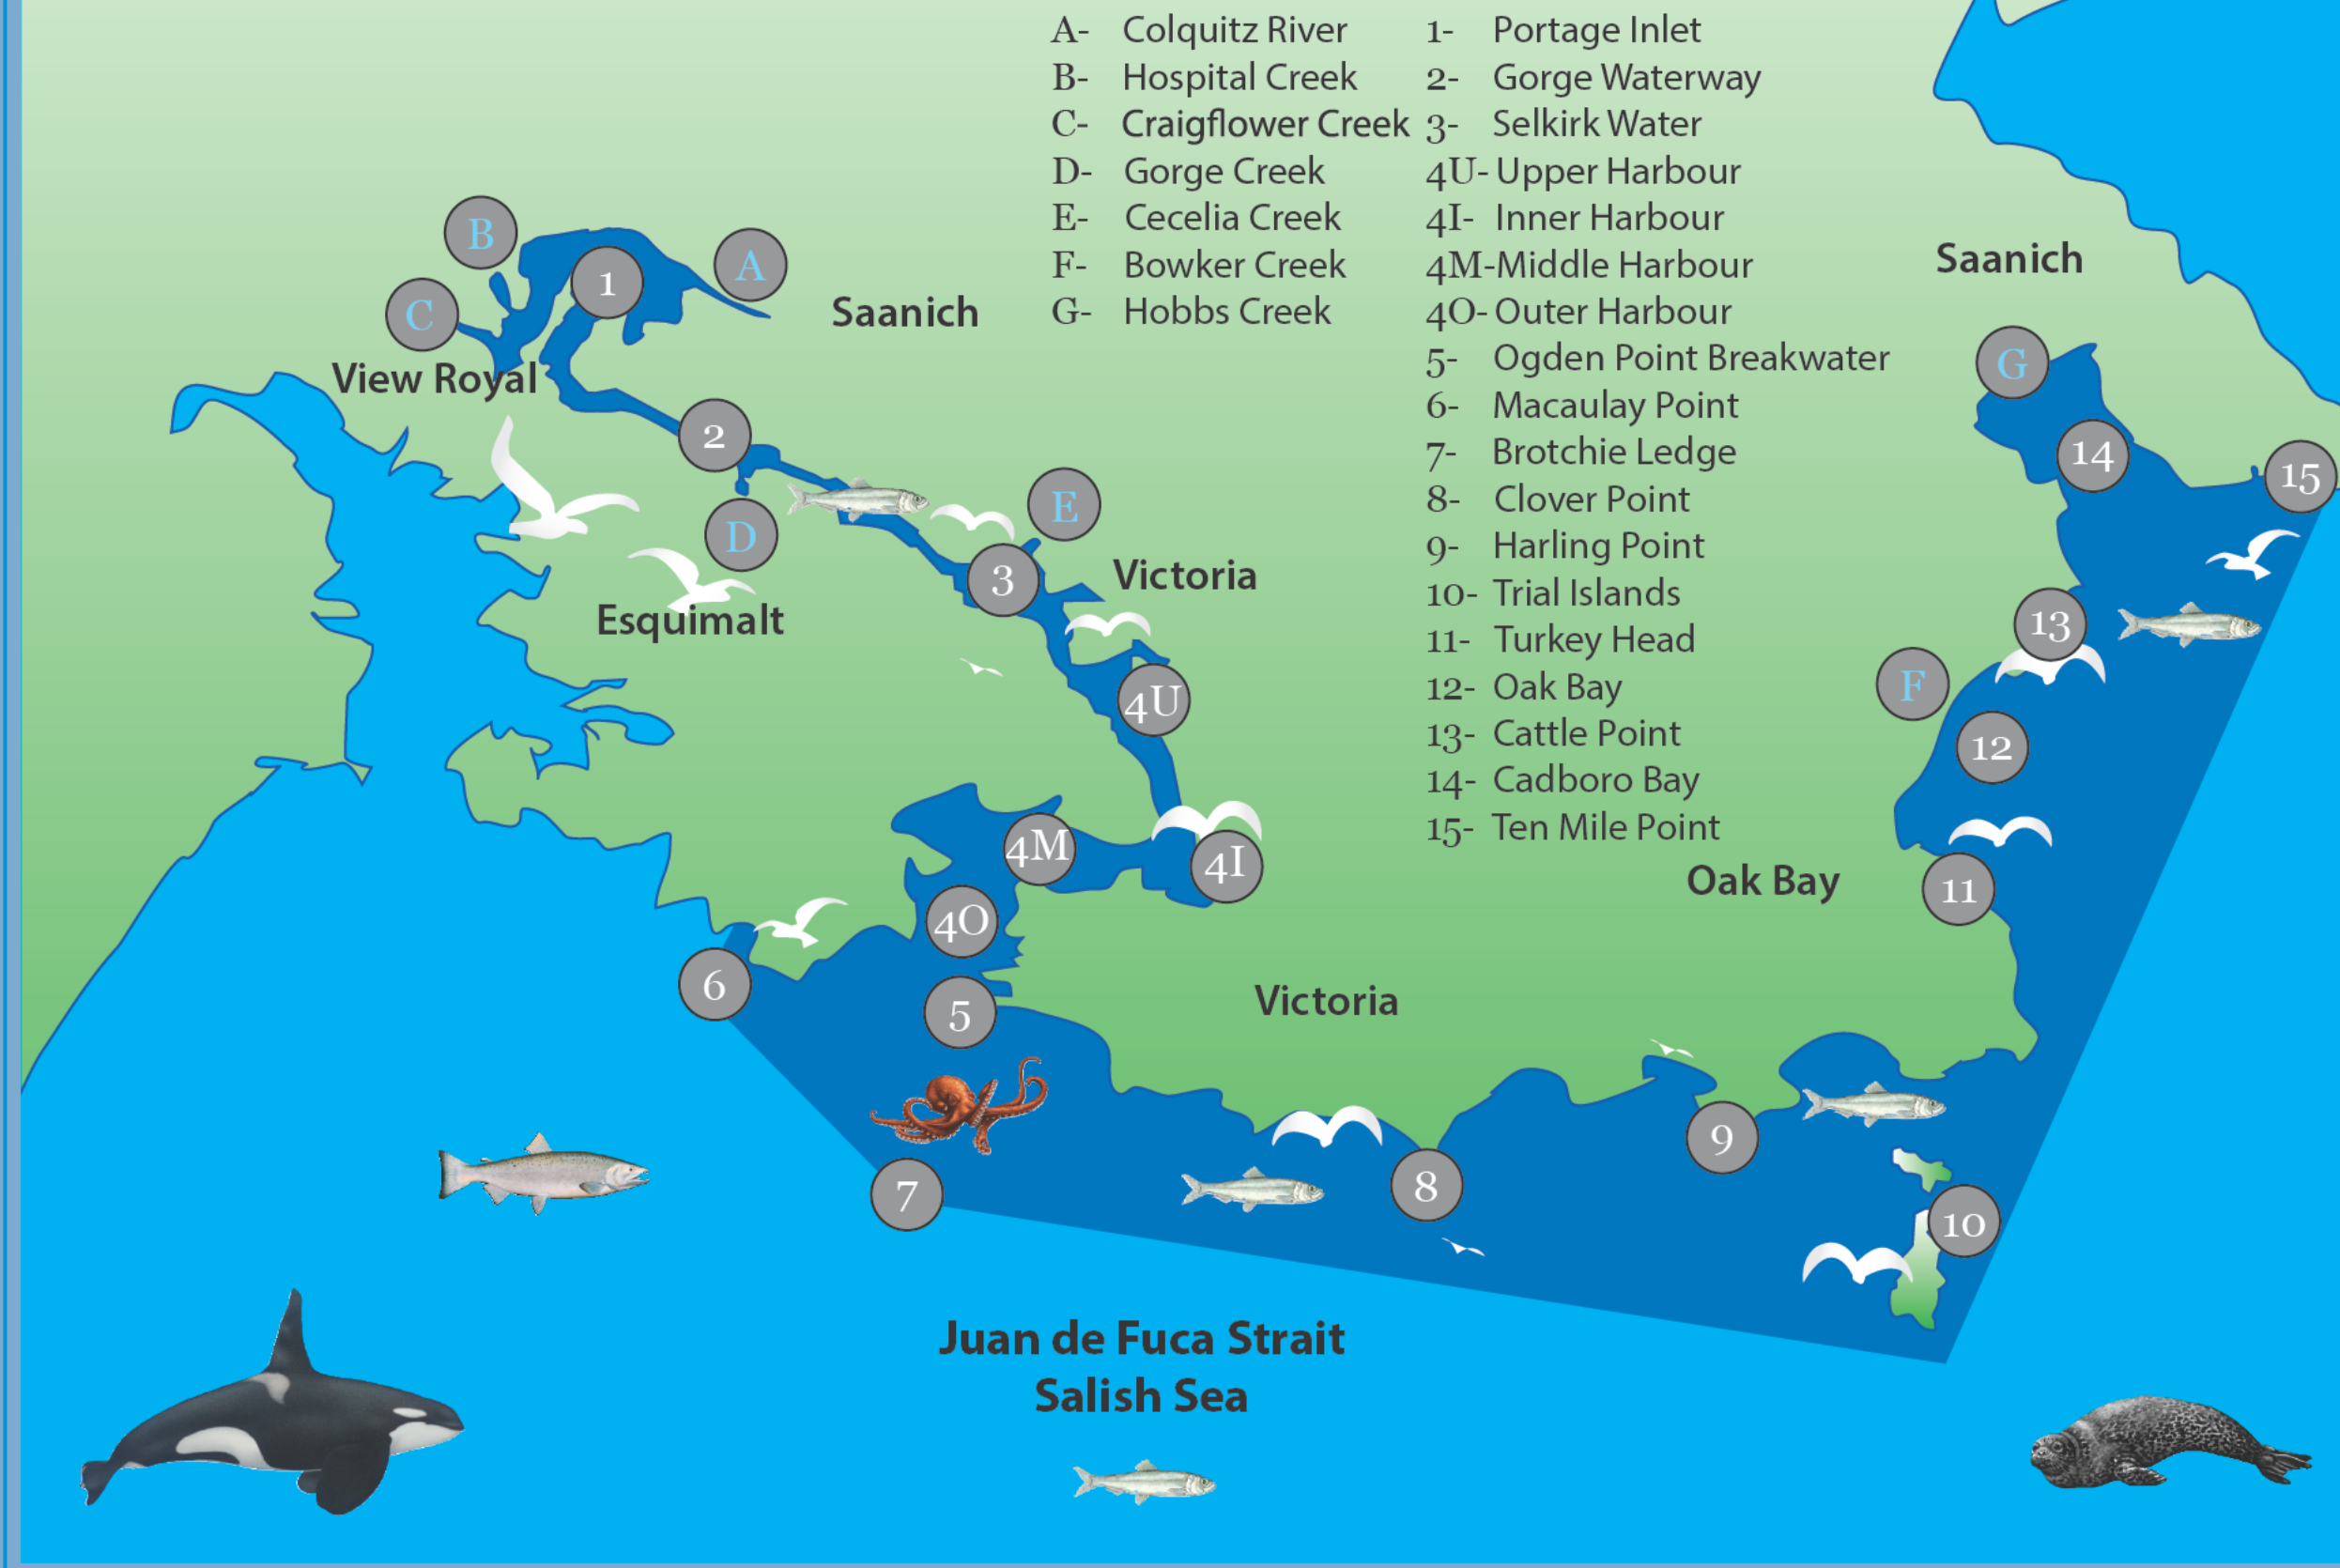 A- Colquitz River 1- Portage Inlet
B- Hospital Creek 2- Gorge Waterway
C- Craigflower Creek 3- Selkirk Water
D- Gorge Creek 4U- Upper Harbour
E- Cecelia Creek 4I- Inner Harbour
F- Bowker Creek 4M-Middle Harbour
G- Hobbs Creek 4O- Outer Harbour
5- Ogden Point Breakwater
6- Macaulay Point
7- Brotchie Ledge
8- Clover Point
9- Harling Point
10- Trial Islands
11- Turkey Head
12- Oak Bay
13- Cattle Point
14- Cadboro Bay
15- Ten Mile Point
B
A
1
C
Saanich
View Royal
2
D
E
3
Victoria
Esquimalt
4U
4M
4I
4O
6
5
Victoria
7
8
9
10
Saanich
G
14
15
13
F
12
Oak Bay
11
Juan de Fuca Strait
Salish Sea